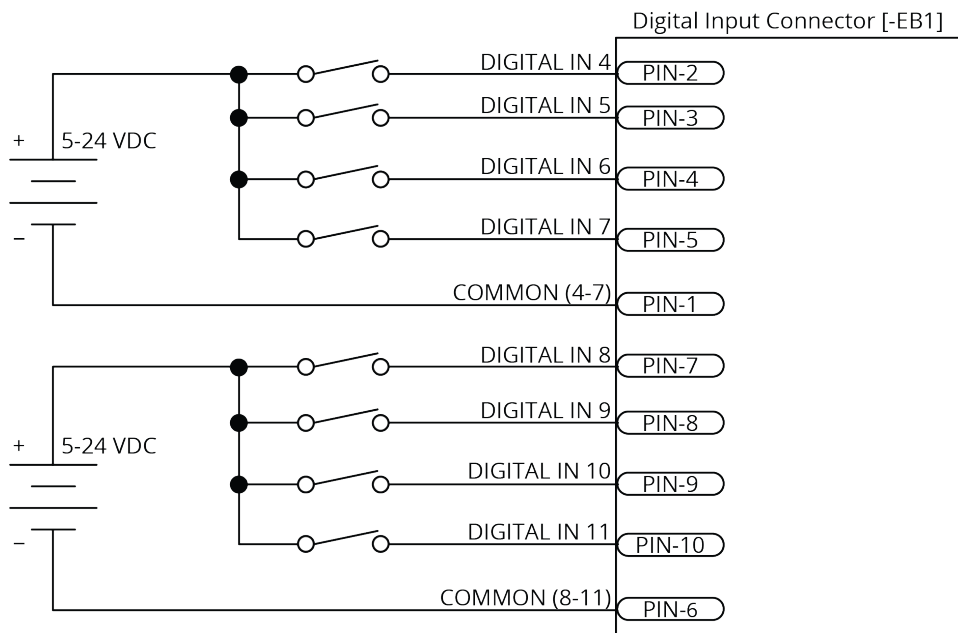 Digital Input Connector [-EB1]
DIGITAL IN 4
PIN-2
DIGITAL IN 5
PIN-3
+ 5-24 VDC
DIGITAL IN 6
PIN-4
DIGITAL IN 7
PIN-5
−
COMMON (4-7)
PIN-1
DIGITAL IN 8
PIN-7
DIGITAL IN 9
PIN-8
+ 5-24 VDC
DIGITAL IN 10
PIN-9
DIGITAL IN 11
PIN-10
−
COMMON (8-11)
PIN-6